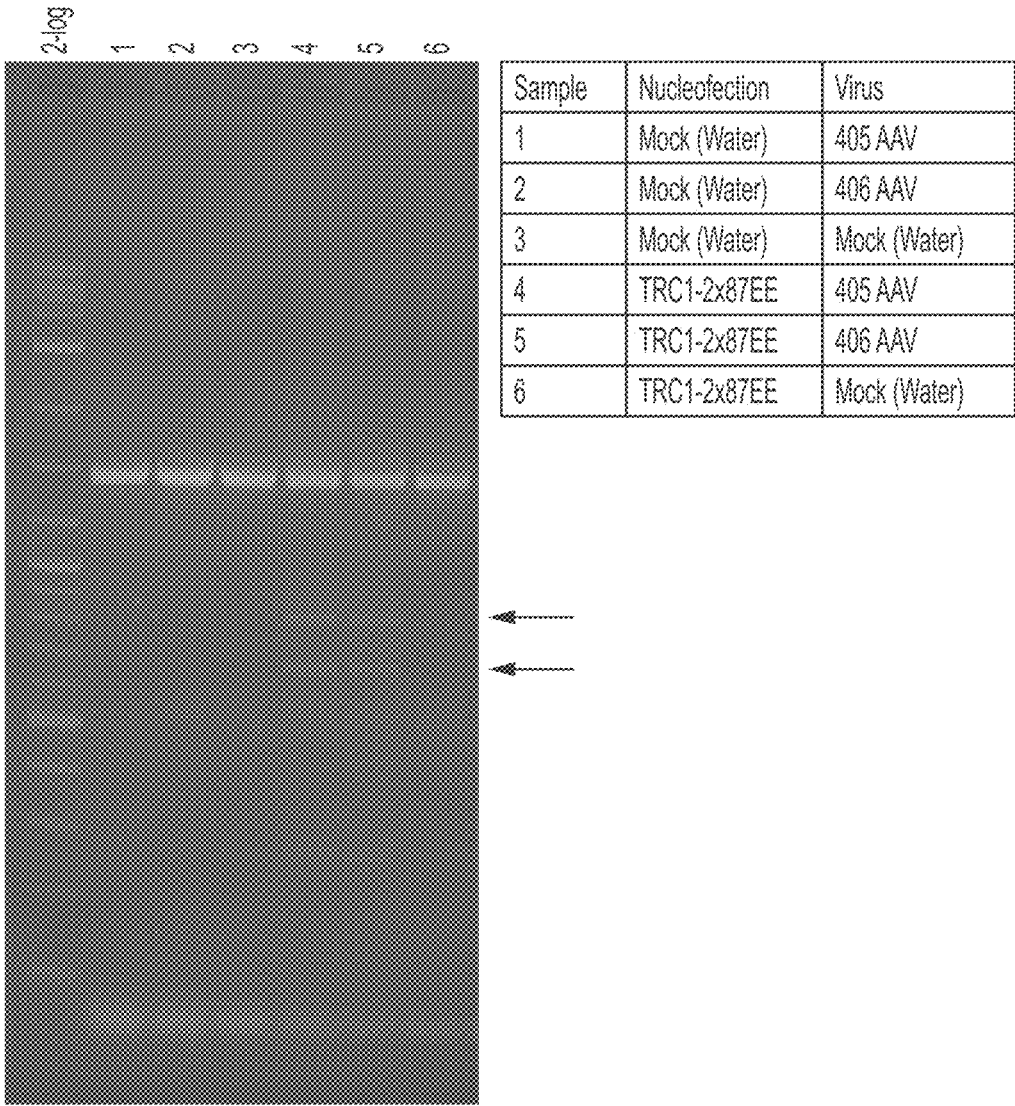 2-log 1 2 3 4 5 6
Sample Nucleofection Virus
1 Mock (Water) 405 AAV
2 Mock (Water) 406 AAV
3 Mock (Water) Mock (Water)
4 TRC1-2x87EE 405 AAV
5 TRC1-2x87EE 406 AAV
6 TRC1-2x87EE Mock (Water)